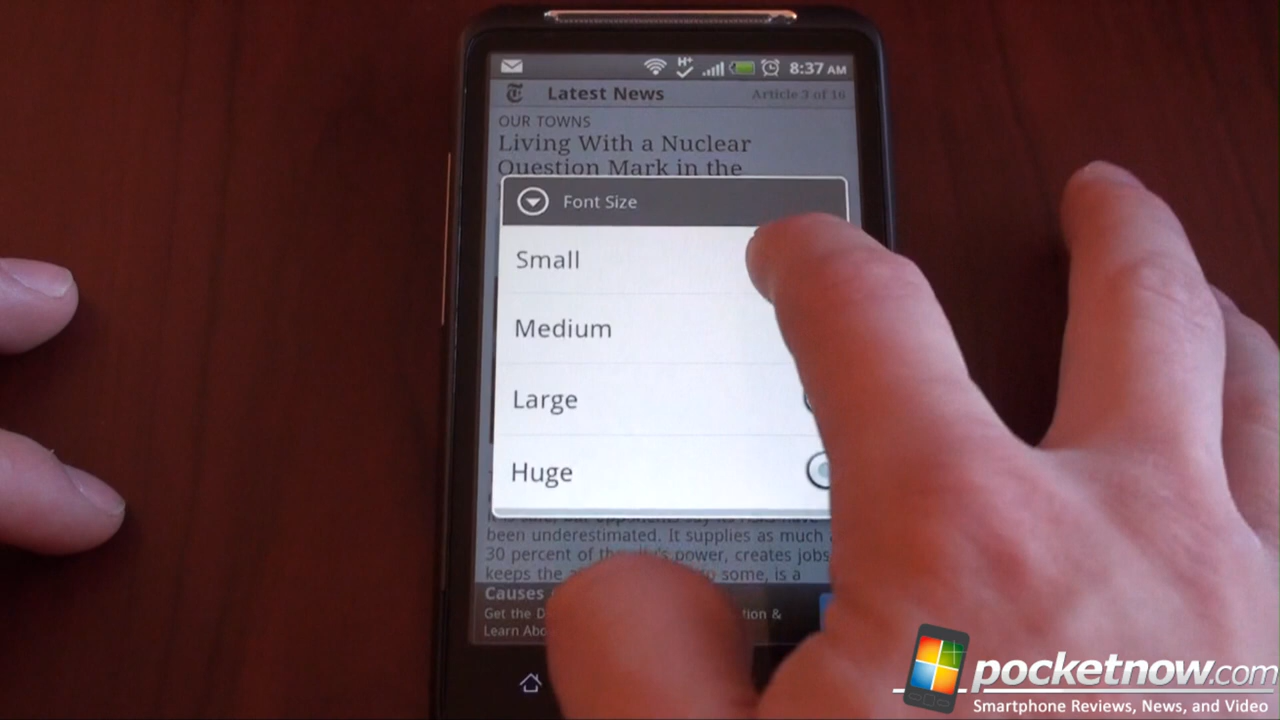 8:37 AM
Latest News
Article 3 of 16
OUR TOWNS
Living With a Nuclear
Question Mark in the
Font Size
Small
Medium
Large
Huge
been underestimated. It supplies as much
30 percent of the city's power, creates jobs
keeps the to some, is a
Causes
Get the &
Learn
pocketnow.com
Smartphone Reviews, News, and Video